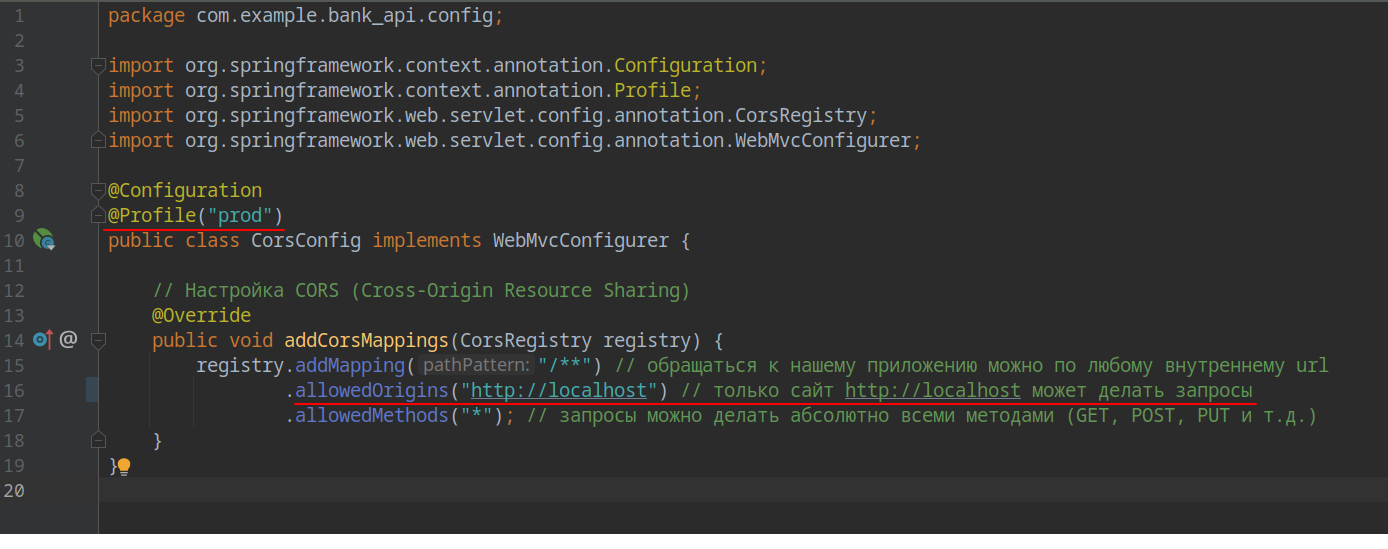 1 package com.example.bank_api.config;
2
3 import org.springframework.context.annotation.Configuration;
4 import org.springframework.context.annotation.Profile;
5 import org.springframework.web.servlet.config.annotation.CorsRegistry;
6 import org.springframework.web.servlet.config.annotation.WebMvcConfigurer;
7
8 @Configuration
9 @Profile("prod")
10 public class CorsConfig implements WebMvcConfigurer {
11
12 // Настройка CORS (Cross-Origin Resource Sharing)
13 @Override
14 @ public void addCorsMappings(CorsRegistry registry) {
15 registry.addMapping( pathPattern: "/**") // обращаться к нашему приложению можно по любому внутреннему url
16 .allowedOrigins("http://localhost") // только сайт http://localhost может делать запросы
17 .allowedMethods("*"); // запросы можно делать абсолютно всеми методами (GET, POST, PUT и т.д.)
18 }
19 }
20